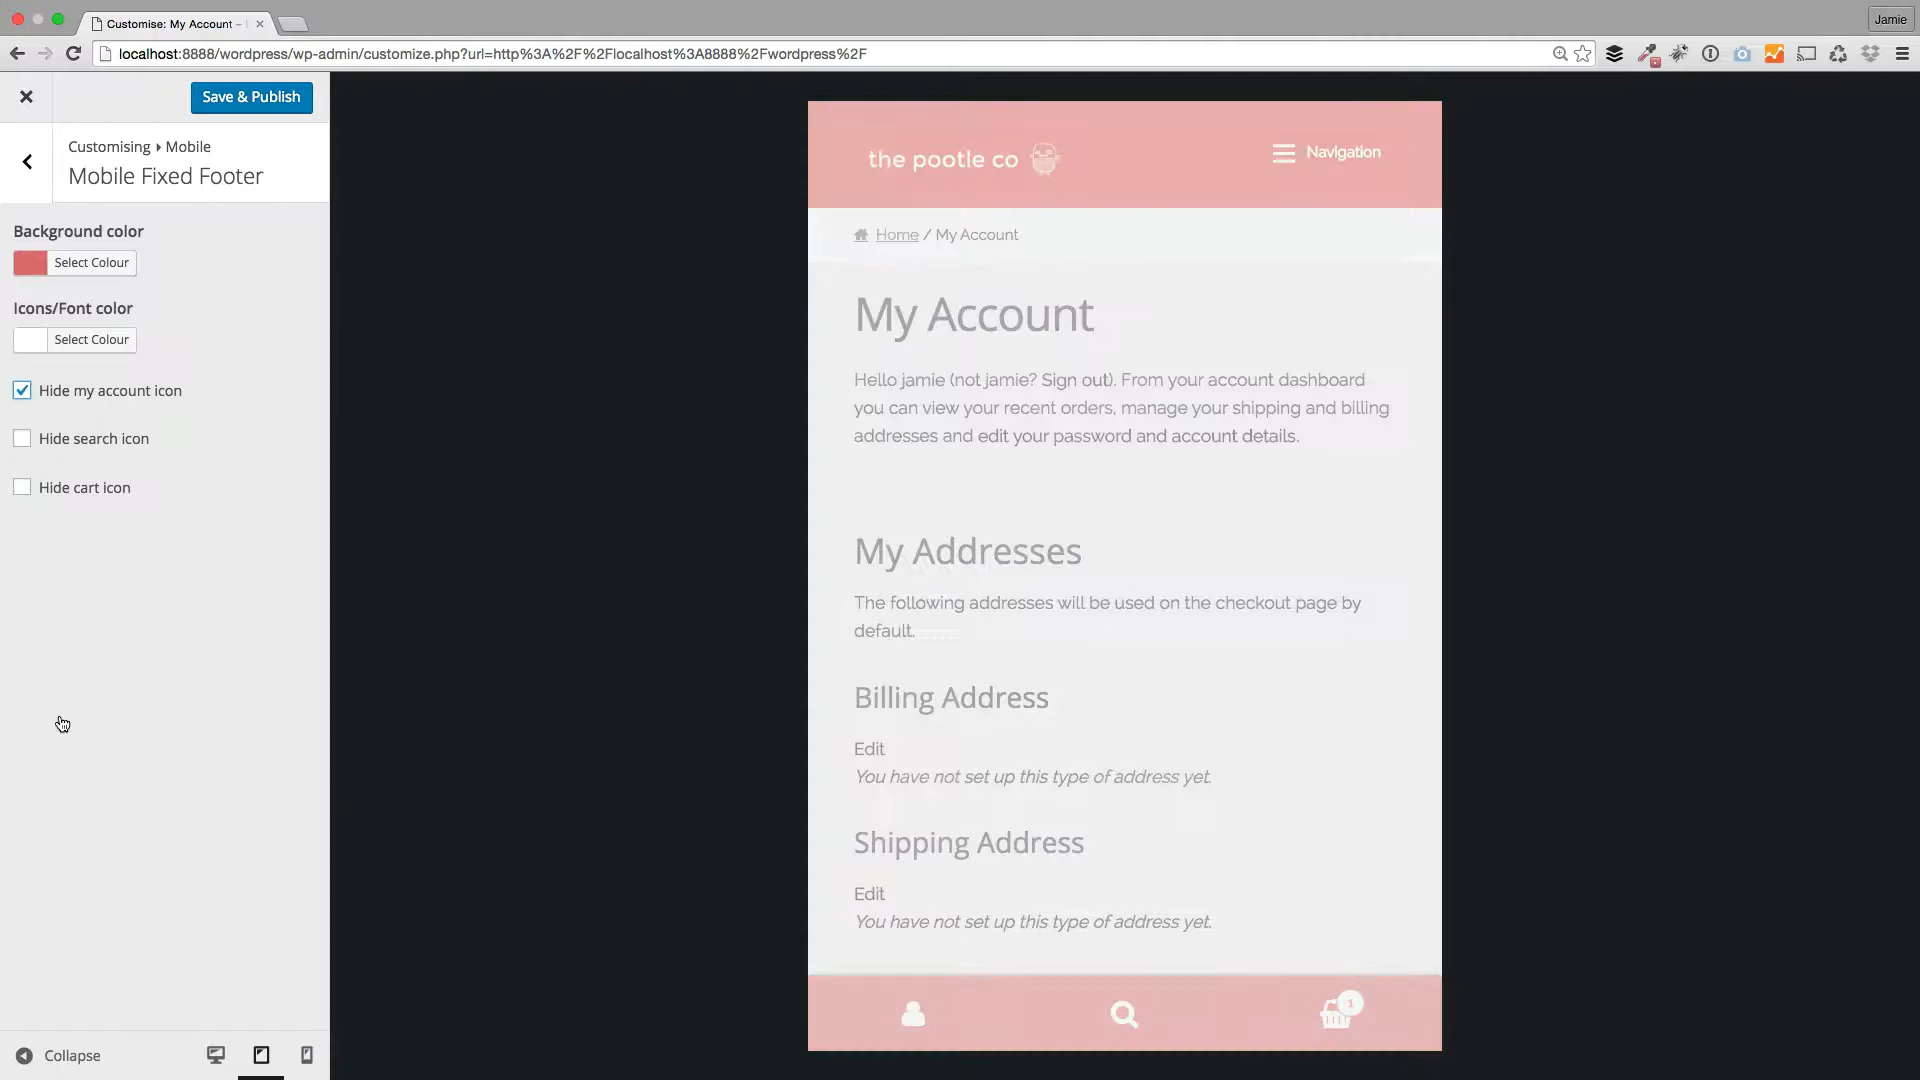 Customise: My Account –
Jamie
localhost:8888/wordpress/wp-admin/customize.php?url=http%3A%2F%2Flocalhost%3A8888%2Fwordpress%2F
Save & Publish
Customising ▸ Mobile
Mobile Fixed Footer
Background color
Select Colour
Icons/Font color
Select Colour
Hide my account icon
Hide search icon
Hide cart icon
Collapse
the pootle co
Navigation
Home / My Account
My Account
Hello jamie (not jamie? Sign out). From your account dashboard
you can view your recent orders, manage your shipping and billing
addresses and edit your password and account details.
My Addresses
The following addresses will be used on the checkout page by
default.
Billing Address
Edit
You have not set up this type of address yet.
Shipping Address
Edit
You have not set up this type of address yet.
1